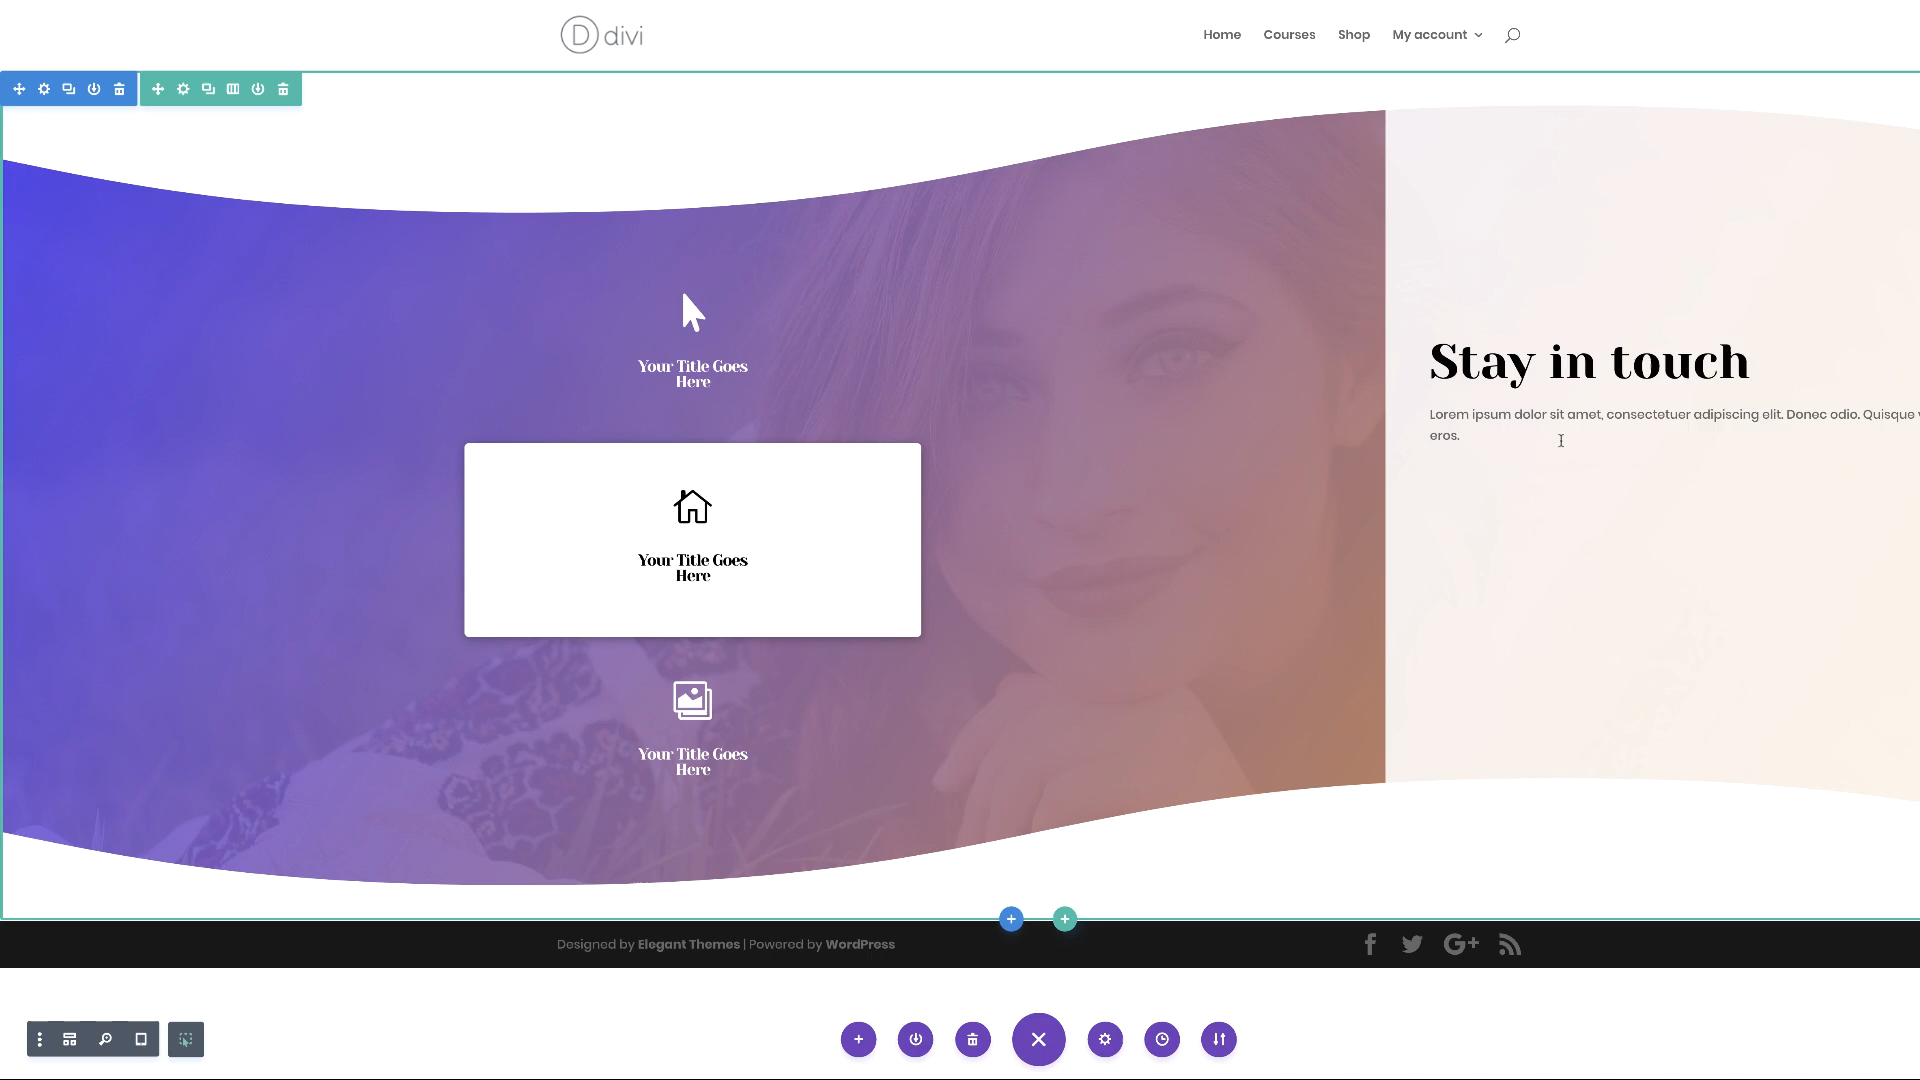 D divi
Home Courses Shop My account
Your Title Goes
Here
Stay in touch
Lorem ipsum dolor sit amet, consectetuer adipiscing elit. Donec odio. Quisque
eros.
Your Title Goes
Here
Your Title Goes
Here
Designed by Elegant Themes | Powered by WordPress